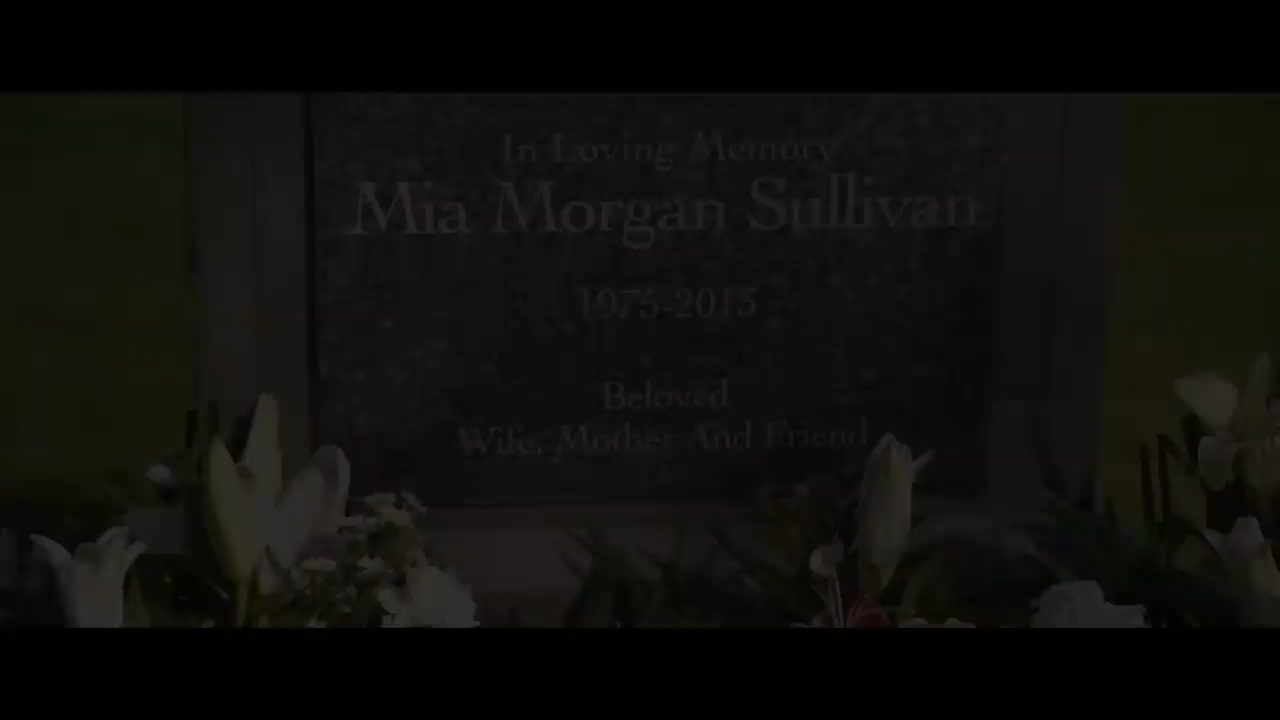 In Loving Memory
Mia Morgan Sullivan
1975-2015
Beloved
Wife, Mother And Friend